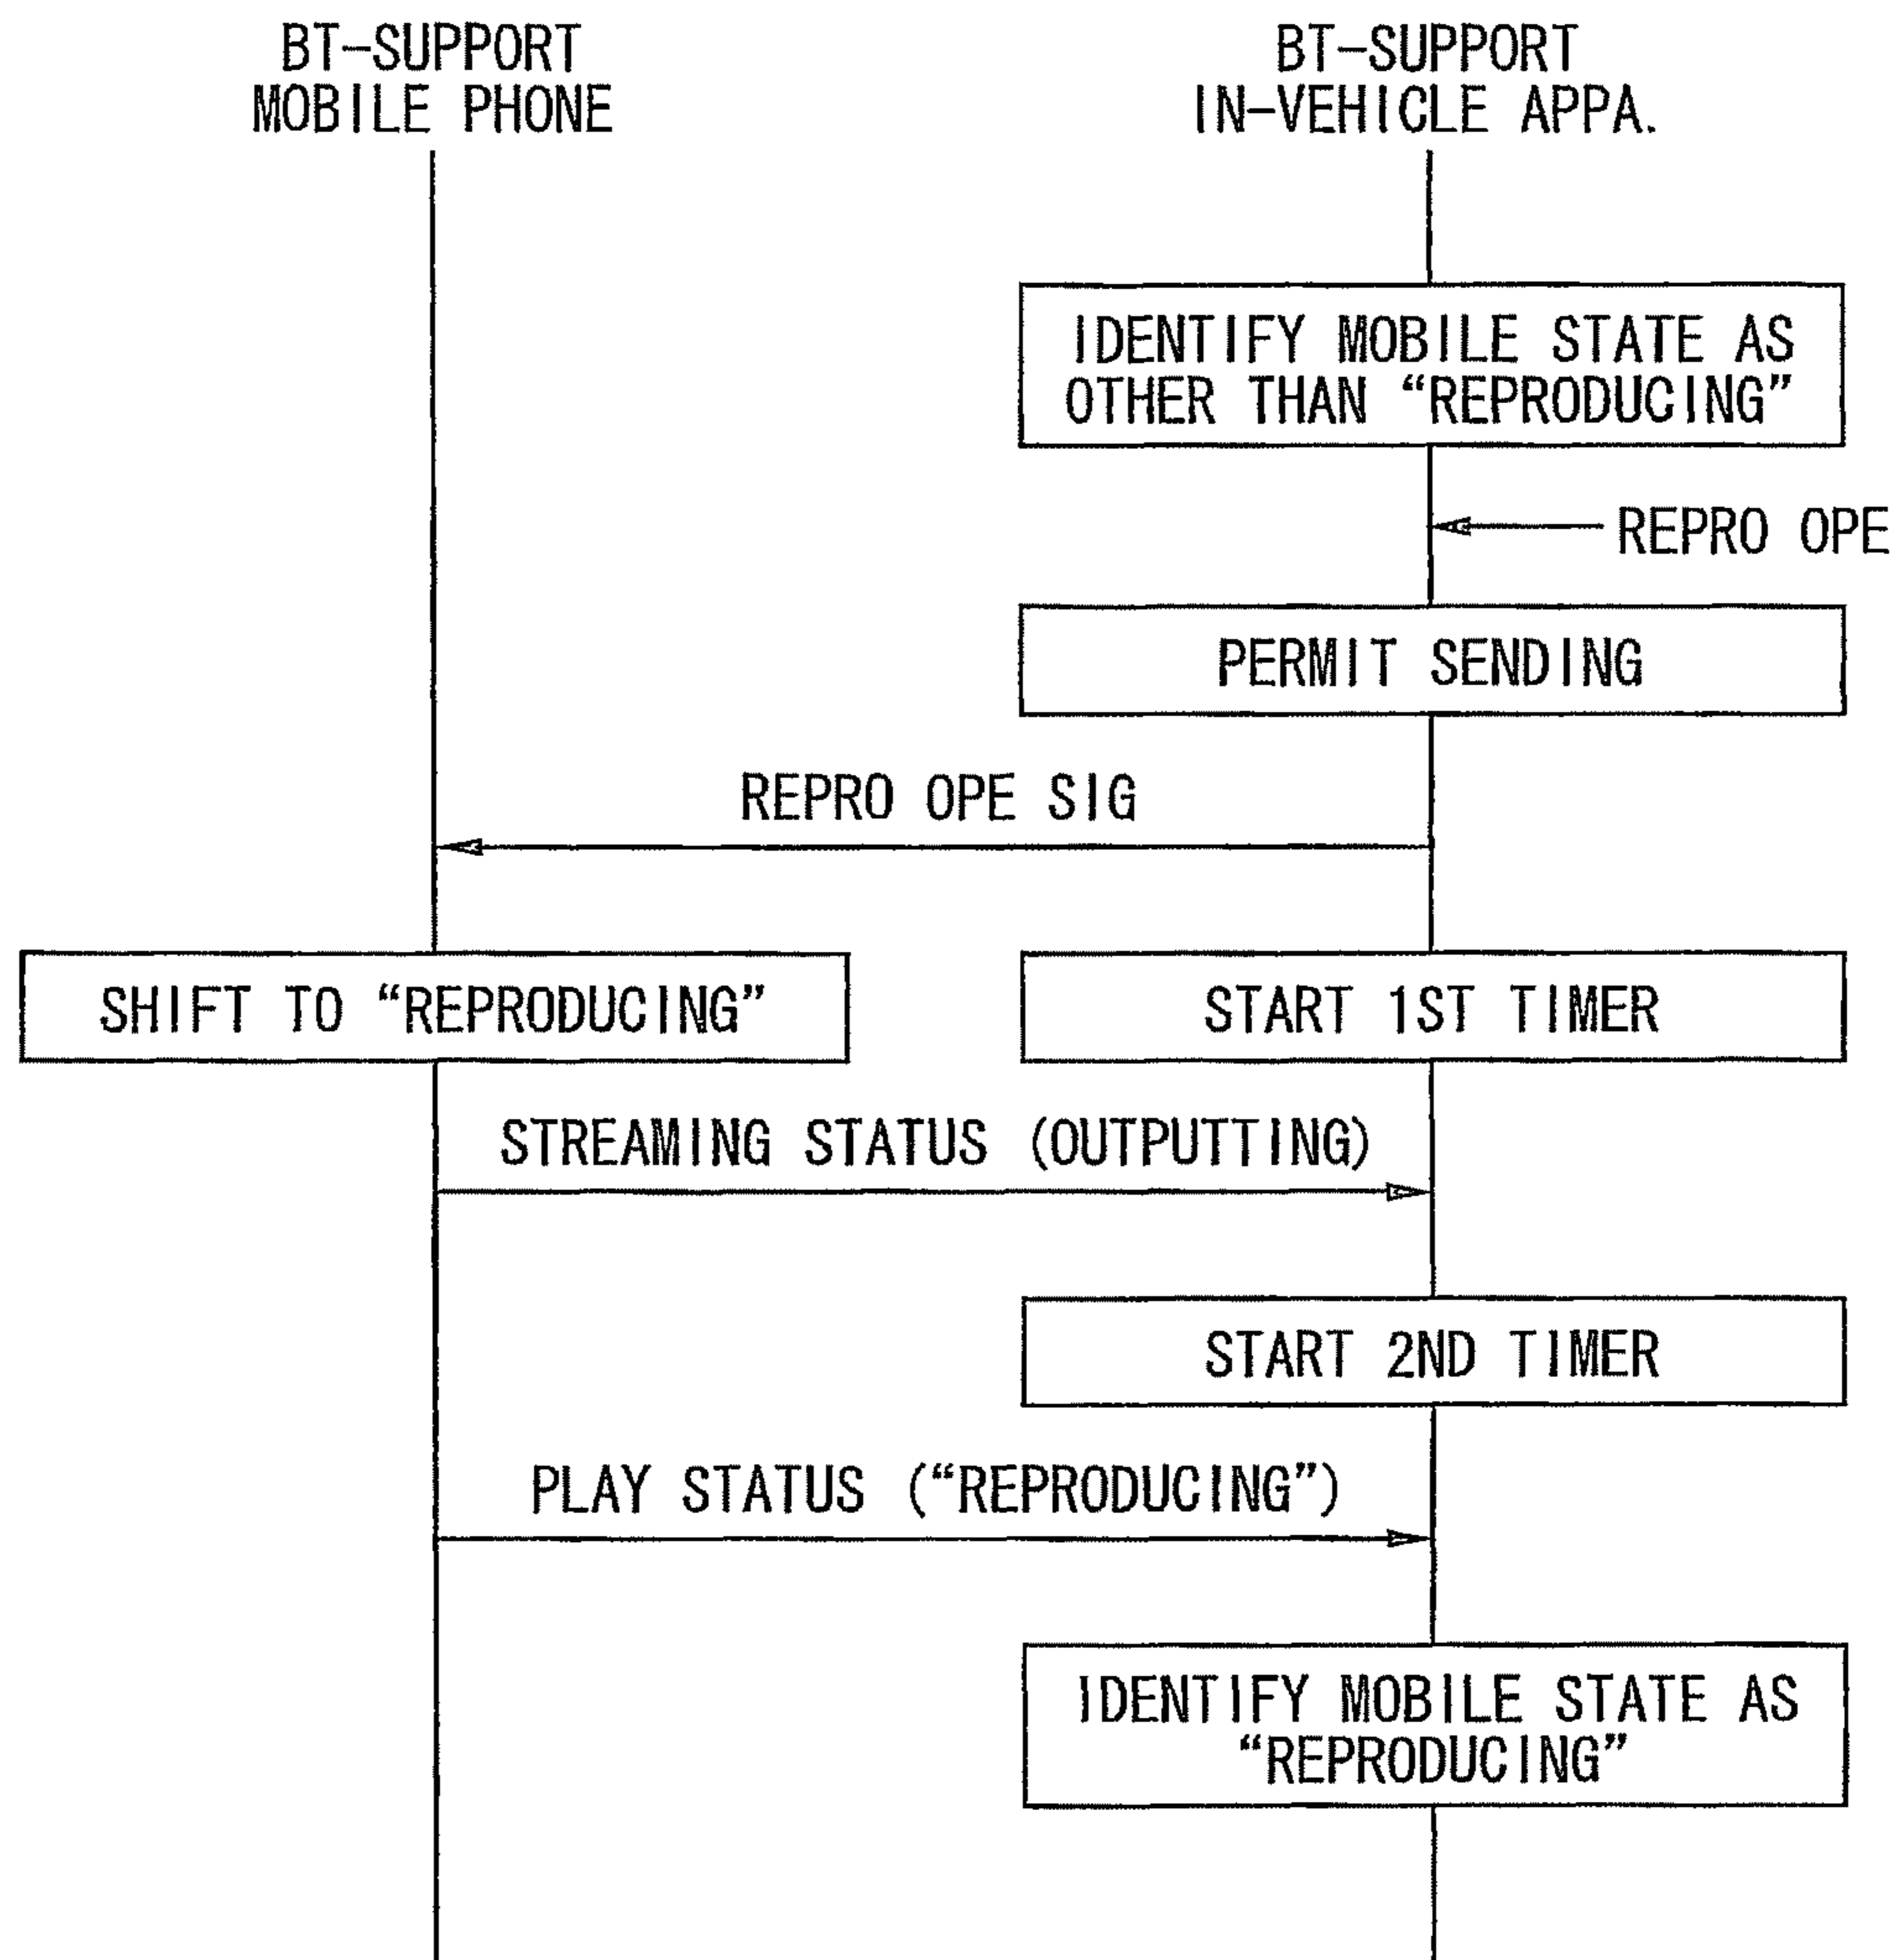 BT-SUPPORT
MOBILE PHONE
BT-SUPPORT
IN-VEHICLE APPA.
IDENTIFY MOBILE STATE AS
OTHER THAN “REPRODUCING”
REPRO OPE
PERMIT SENDING
REPRO OPE SIG
SHIFT TO “REPRODUCING”
START 1ST TIMER
STREAMING STATUS (OUTPUTTING)
START 2ND TIMER
PLAY STATUS (“REPRODUCING”)
IDENTIFY MOBILE STATE AS
“REPRODUCING”